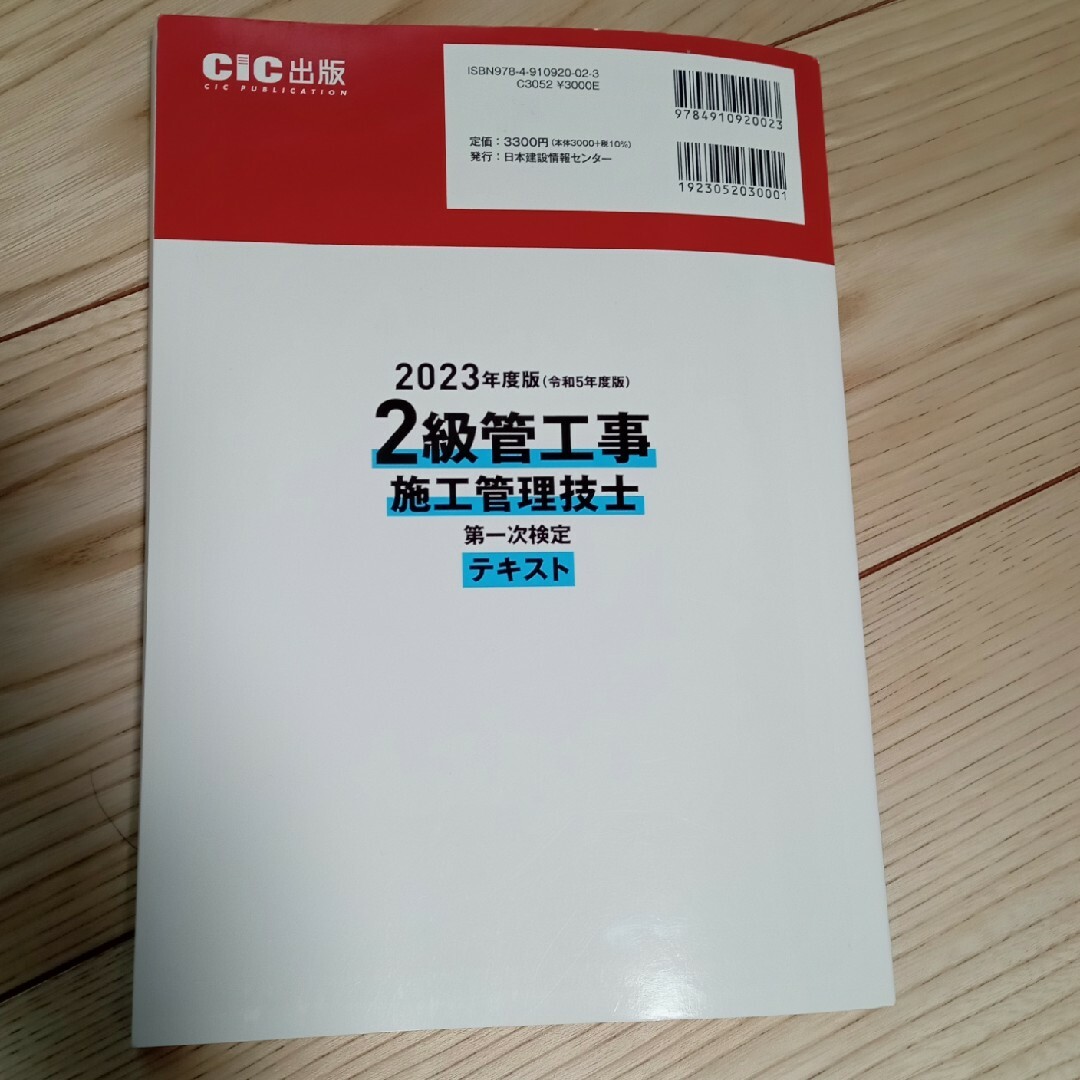 CIC出版
CIC PUBLICATION
ISBN978-4-910920-02-3
C3052 ¥3000E
9784910920023
定価：3300円（本体3000+税10%）
発行：日本建設情報センター
1923052030001
2023年度版（令和5年度版）
2級管工事
施工管理技士
第一次検定
テキスト